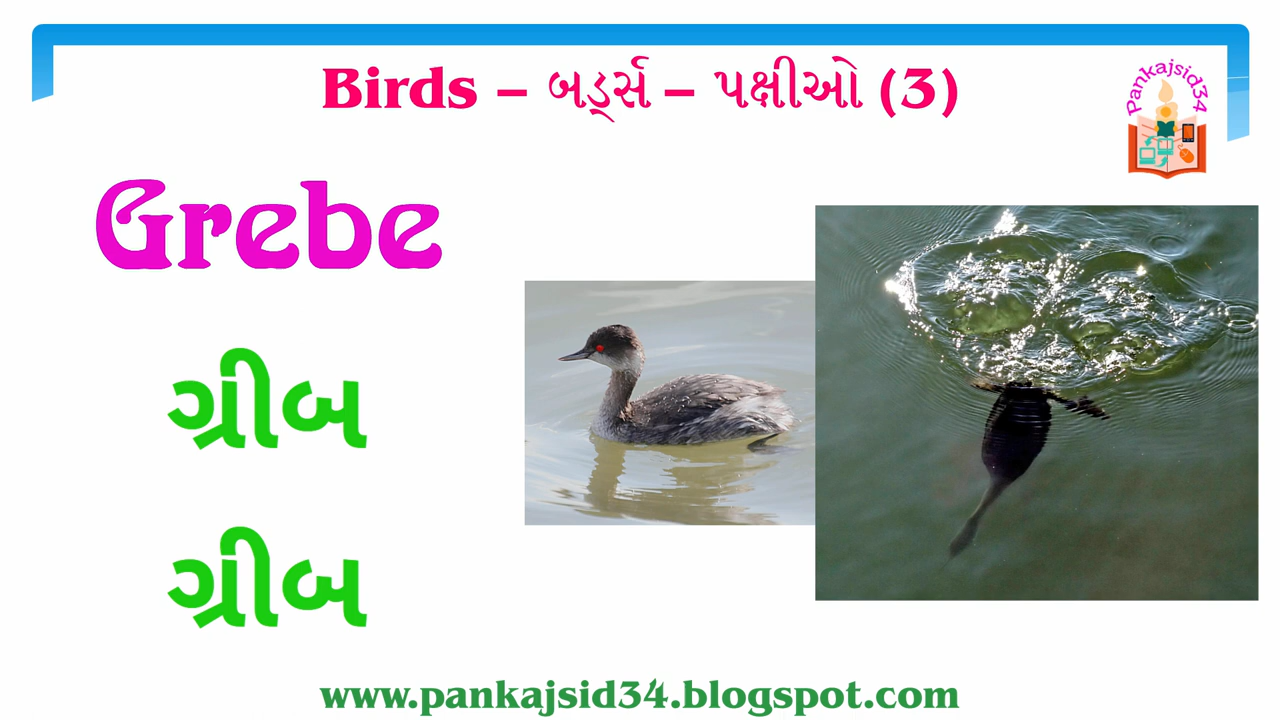 Birds – બર્ડ્સ – પક્ષીઓ (3)
Pankajsid34
Grebe
ગ્રીબ
ગ્રીબ
www.pankajsid34.blogspot.com